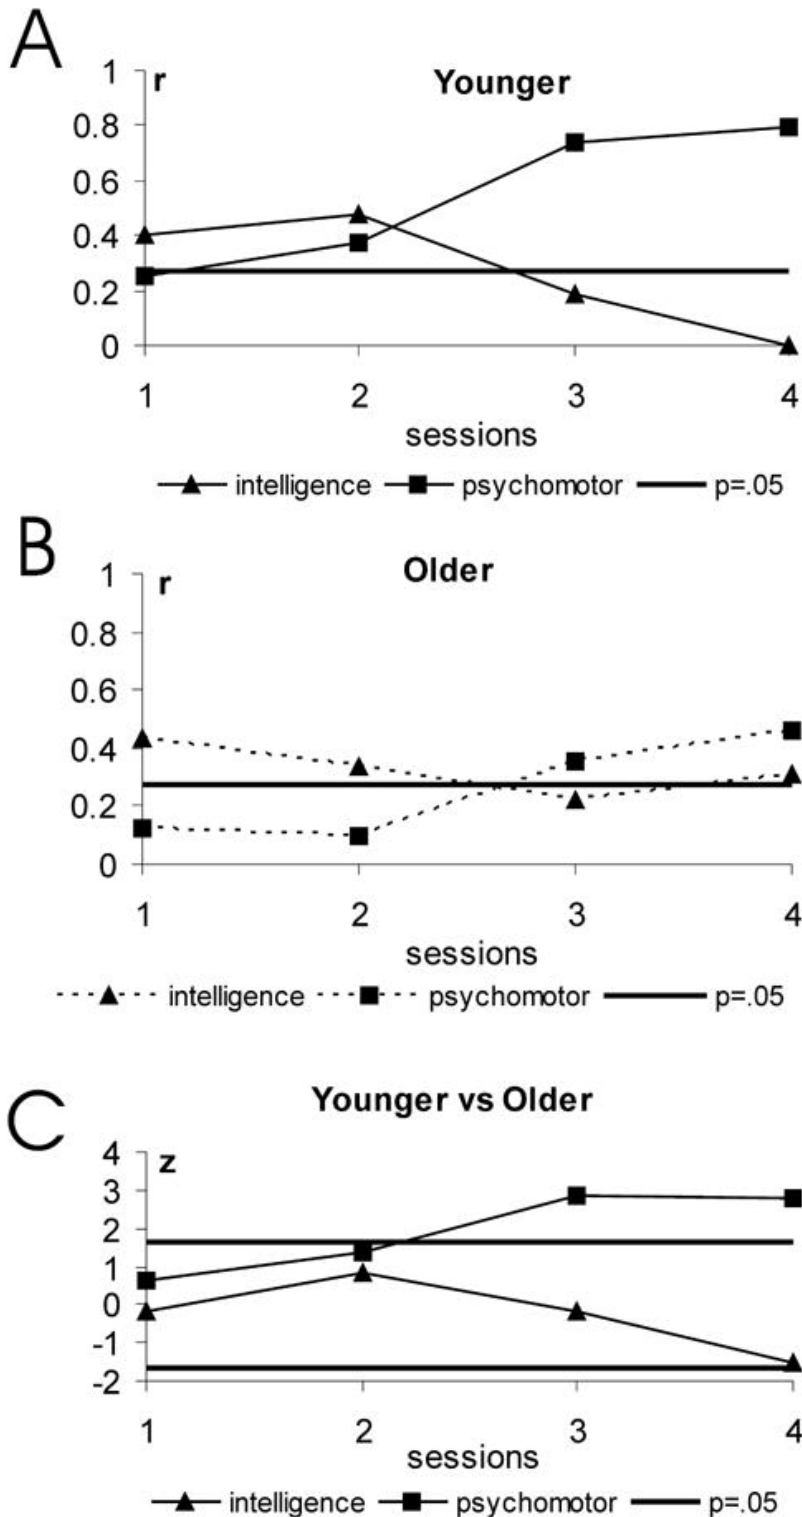 A
r
Younger
1
0.8
0.6
0.4
0.2
0
1 2 3 4
sessions
intelligence psychomotor p=.05
B
r
Older
1
0.8
0.6
0.4
0.2
0
1 2 3 4
sessions
intelligence psychomotor p=.05
C
Younger vs Older
z
4
3
2
1
0
-1
-2
1 2 3 4
sessions
intelligence psychomotor p=.05